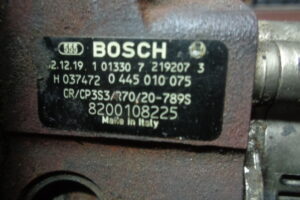 555 BOSCH
2.12.19 1 01330 7 219207 3
H 037472 0 445 010 075
CR/CP3S3/R70/20-789S
8200108225
Made in Italy